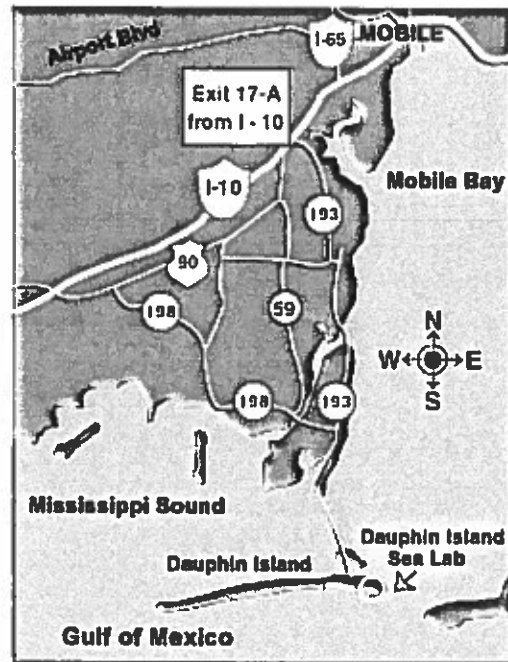 Airport Blvd
I-65
MOBILE
Exit 17-A
from I - 10
I-10
Mobile Bay
193
90
198
59
N
W E
S
198
193
Mississippi Sound
Dauphin Island
Sea Lab
Dauphin Island
Gulf of Mexico